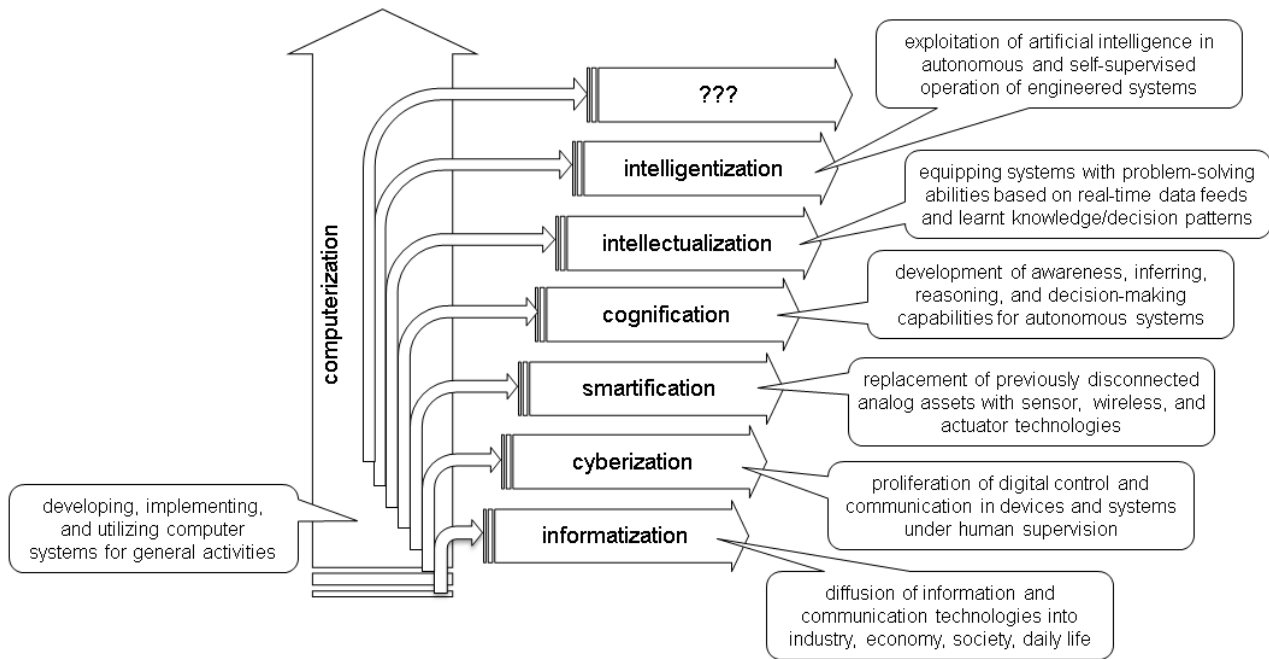 exploitation of artificial intelligence in
autonomous and self-supervised
operation of engineered systems
???
intelligentization
equipping systems with problem-solving
abilities based on real-time data feeds
and learnt knowledge/decision patterns
intellectualization
computerization
development of awareness, inferring,
reasoning, and decision-making
capabilities for autonomous systems
cognification
smartification
replacement of previously disconnected
analog assets with sensor, wireless, and
actuator technologies
cyberization
proliferation of digital control and
communication in devices and systems
under human supervision
developing, implementing,
and utilizing computer
systems for general activities
informatization
diffusion of information and
communication technologies into
industry, economy, society, daily life